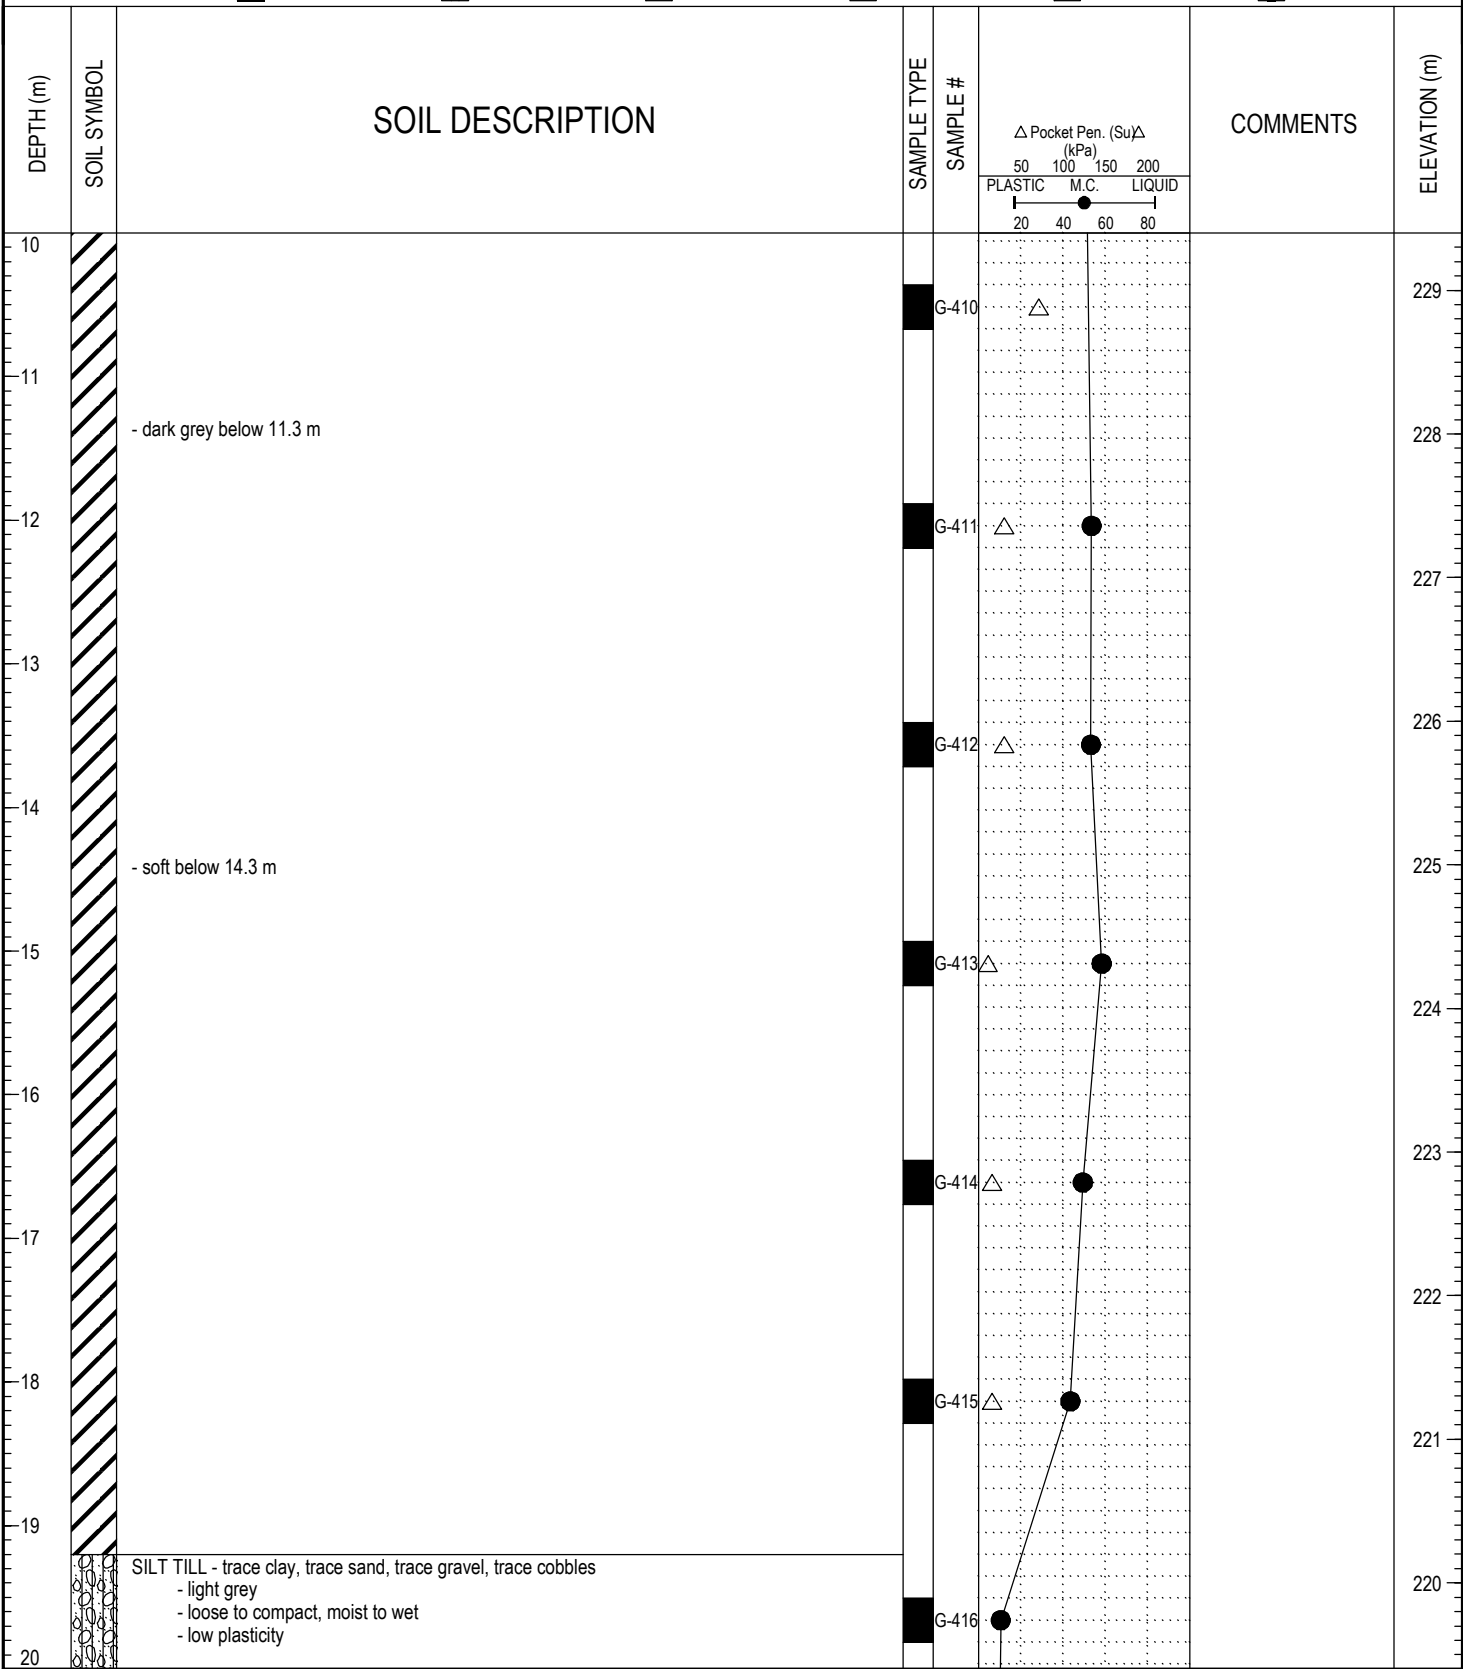 DEPTH (m)
SOIL SYMBOL
SOIL DESCRIPTION
SAMPLE TYPE
SAMPLE #
△ Pocket Pen. (Su)△
(kPa)
50 100 150 200
PLASTIC M.C. LIQUID
20 40 60 80
COMMENTS
ELEVATION (m)
10
229
G-410
11
- dark grey below 11.3 m
228
12
G-411
227
13
226
G-412
14
- soft below 14.3 m
225
15
G-413
224
16
223
G-414
17
222
18
G-415
221
19
SILT TILL - trace clay, trace sand, trace gravel, trace cobbles
- light grey
220
- loose to compact, moist to wet
G-416
- low plasticity
20